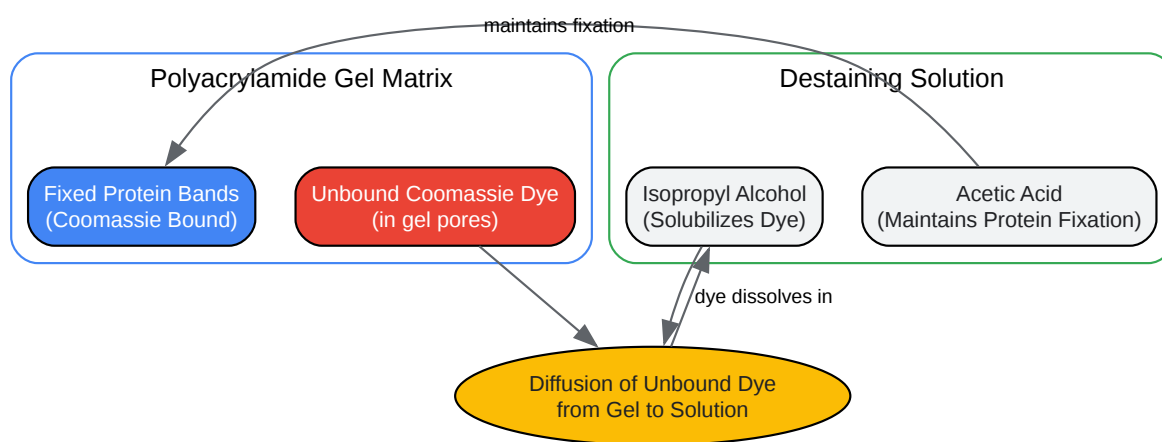 maintains fixation
Polyacrylamide Gel Matrix
Destaining Solution
Fixed Protein Bands
(Coomassie Bound)
Unbound Coomassie Dye
(in gel pores)
Isopropyl Alcohol
(Solubilizes Dye)
Acetic Acid
(Maintains Protein Fixation)
dye dissolves in
Diffusion of Unbound Dye
from Gel to Solution